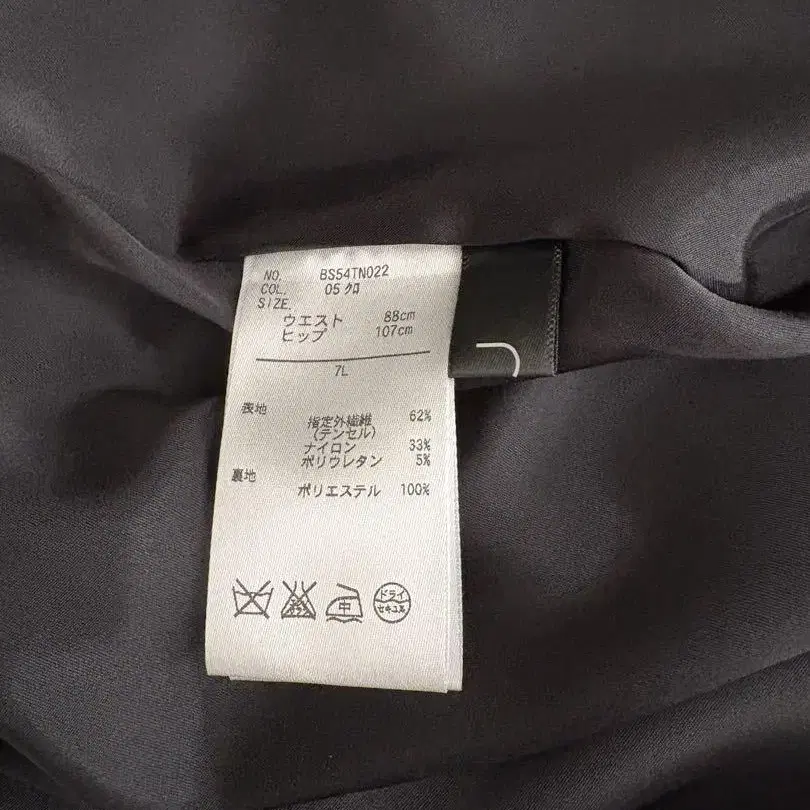 NO. BS54TN022
COL. 05 クロ
SIZE.
ウエスト 88cm
ヒップ 107cm
7L
表地
指定外繊維 62%
(テンセル)
ナイロン 33%
ポリウレタン 5%
裏地
ポリエステル 100%
中
ドライ
セキユ系